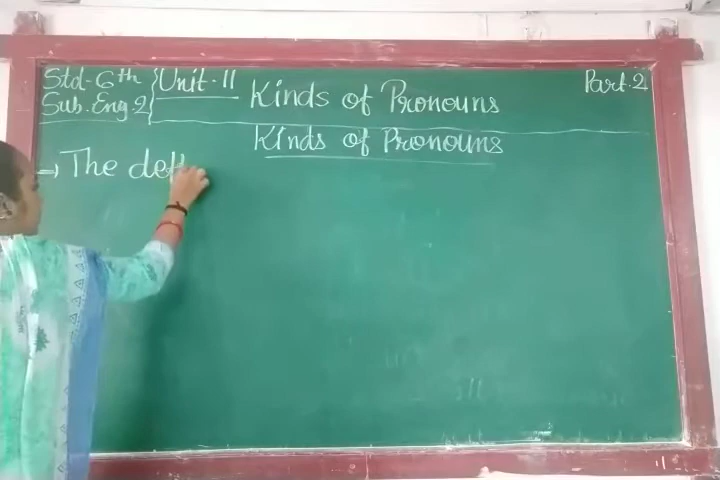 Std-6th Unit-11 Kinds of Pronouns Part-2
Sub. Eng.2
Kinds of Pronouns
→ The def